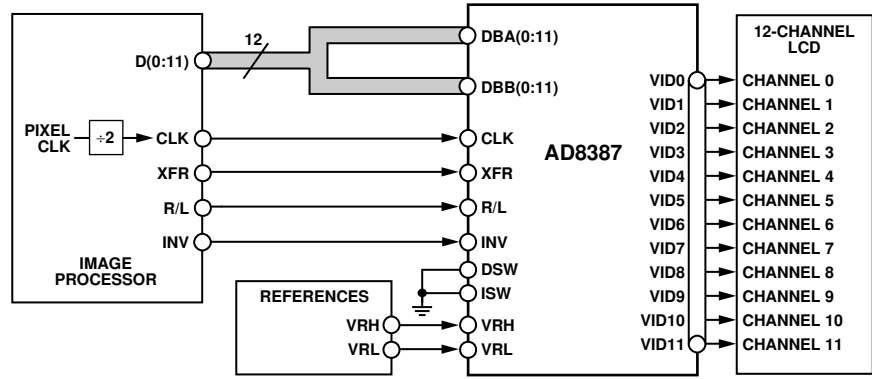 12
D(0:11)
PIXEL
CLK
÷2
CLK
XFR
R/L
INV
IMAGE
PROCESSOR
REFERENCES
VRH
VRL
DBA(0:11)
DBB(0:11)
CLK
XFR
R/L
INV
DSW
ISW
VRH
VRL
AD8387
VID0
VID1
VID2
VID3
VID4
VID5
VID6
VID7
VID8
VID9
VID10
VID11
12-CHANNEL
LCD
CHANNEL 0
CHANNEL 1
CHANNEL 2
CHANNEL 3
CHANNEL 4
CHANNEL 5
CHANNEL 6
CHANNEL 7
CHANNEL 8
CHANNEL 9
CHANNEL 10
CHANNEL 11